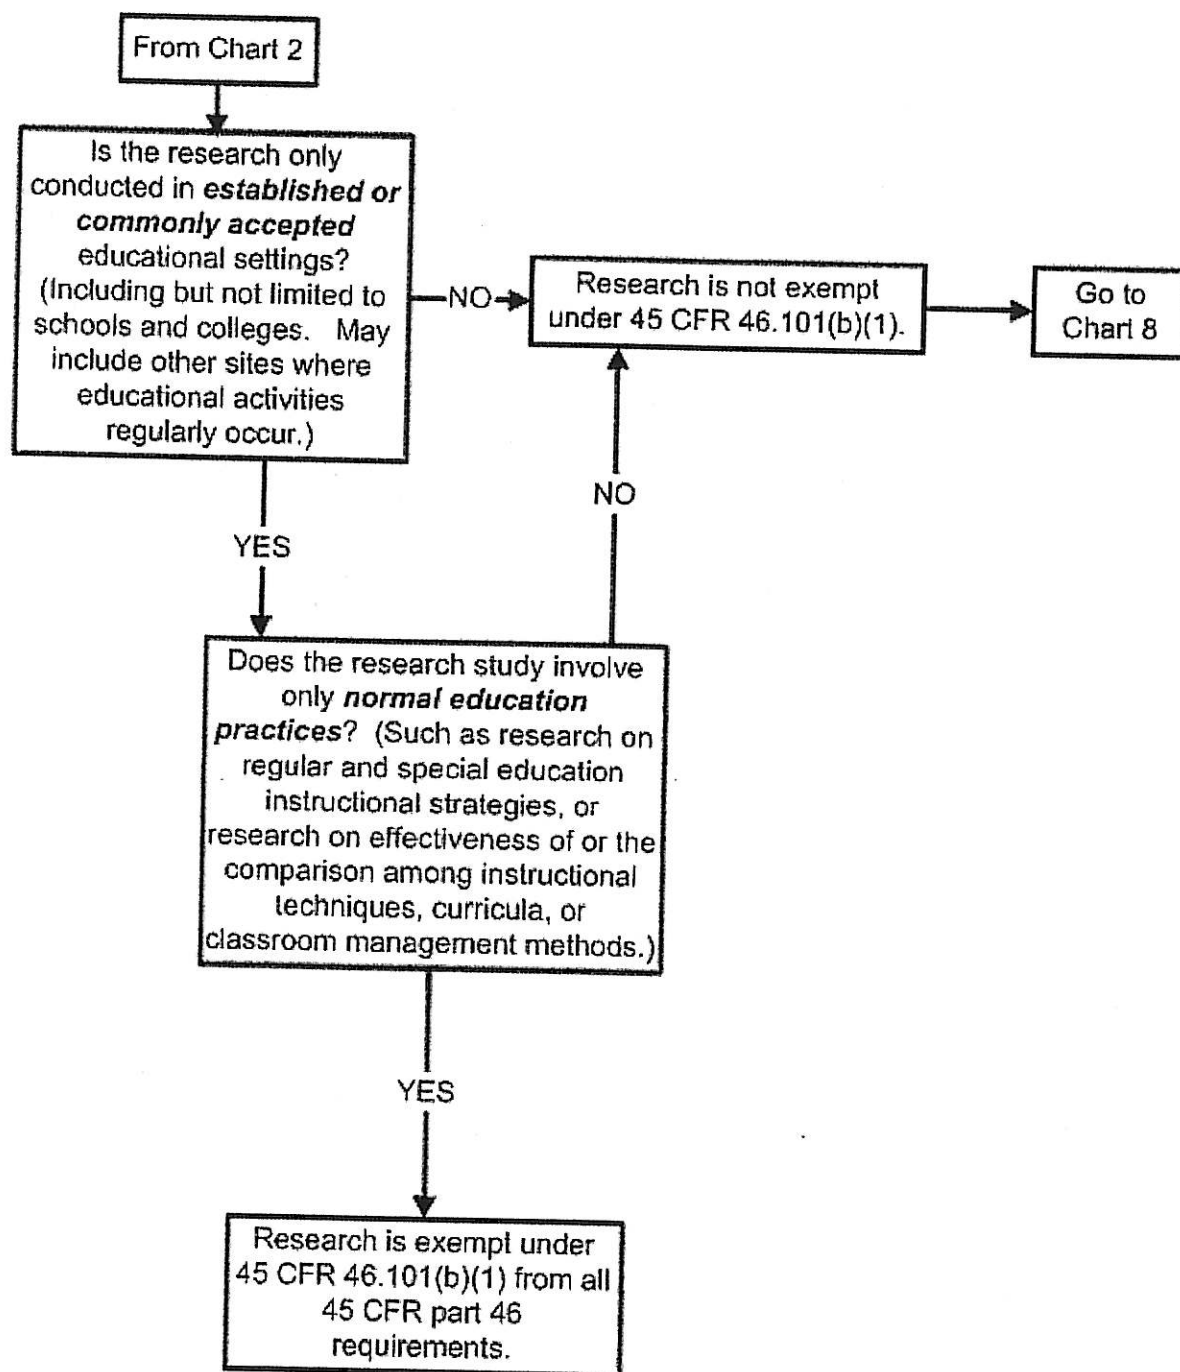 From Chart 2
Is the research only
conducted in established or
commonly accepted
educational settings?
(Including but not limited to
schools and colges. May
include other sites where
educational activities
regularly occur.)
NO
Research is not exempt
under 45 CFR 46.101(b)(1).
Go to
Chart 8
YES
NO
Does the research study involve
only normal education
practices? (Such as research on
regular and special education
instructional strategies, or
research on effectiveness of or the
comparison among instructional
techniques, curricula, or
classroom management methods.)
YES
Research is exempt under
45 CFR 46.101(b)(1) from all
45 CFR part 46
requirements.